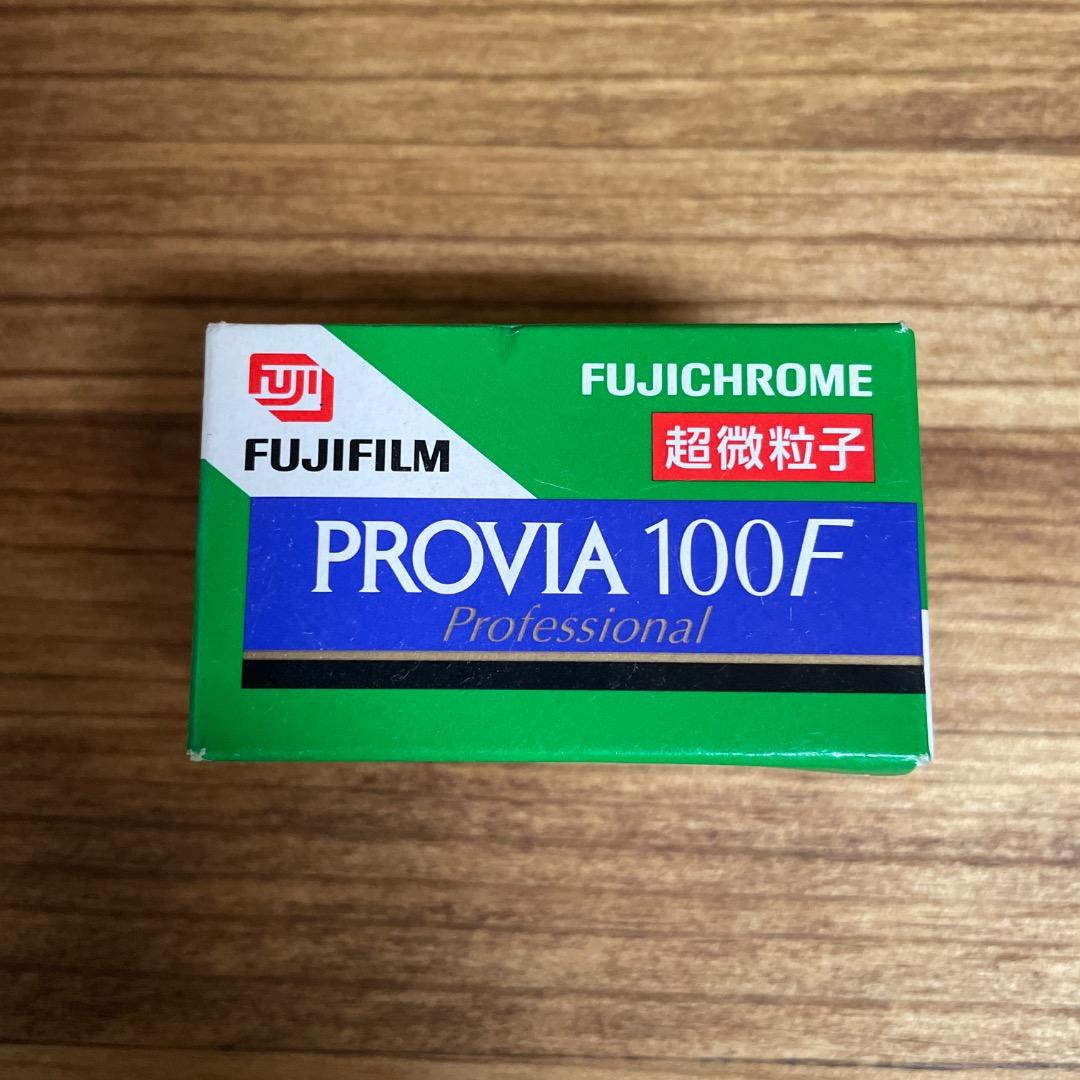 FUJI
FUJIFILM
FUJICHROME
超微粒子
PROVIA 100F
Professional